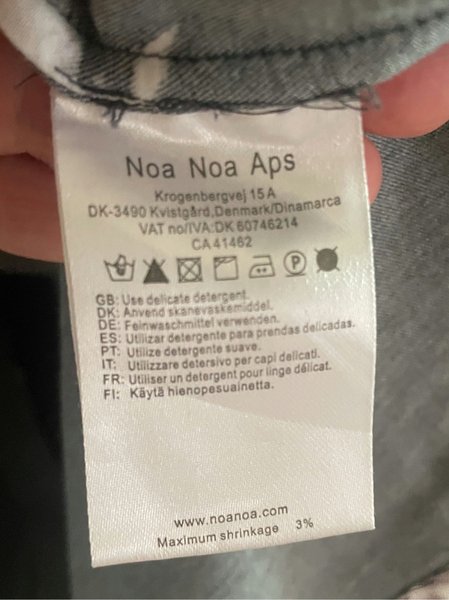 Noa Noa Aps
Krogenbergvej 15 A
DK-3490 Kvistgård,Denmark/Dinamarca
VAT no/IVA:DK 60746214
CA 41462
P
GB: Use delicate detergent.
DK: Anvend skånevaskemiddel.
DE: Feinwaschmittel verwenden.
ES: Utilizar detergente para prendas delicadas.
PT: Utilize detergente suave.
IT: Utilizzare detersivo per capi delicati.
FR: Utiliser un detergent pour linge délicat.
FI: Käytä hienopesuainetta.
www.noanoa.com
Maximum shrinkage 3%